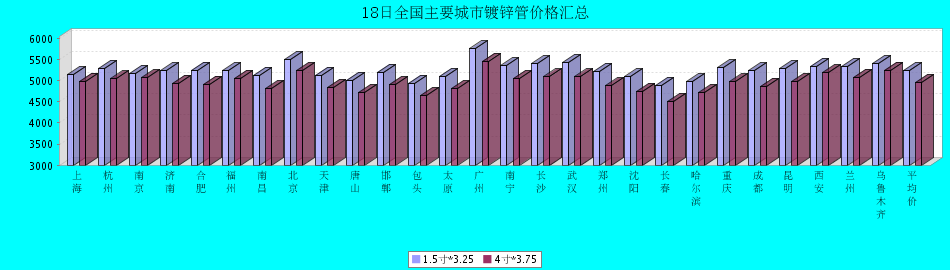 18日全国主要城市镀锌管价格汇总
6000
5500
5000
4500
4000
3500
3000
上海 杭州 南京 济南 合肥 福州 南昌 北京 天津 唐山 邯郸 包头 太原 广州 南宁 长沙 武汉 郑州 沈阳 长春 哈尔滨 重庆 成都 昆明 西安 兰州 乌鲁木齐 平均价
1.5寸*3.25 4寸*3.75